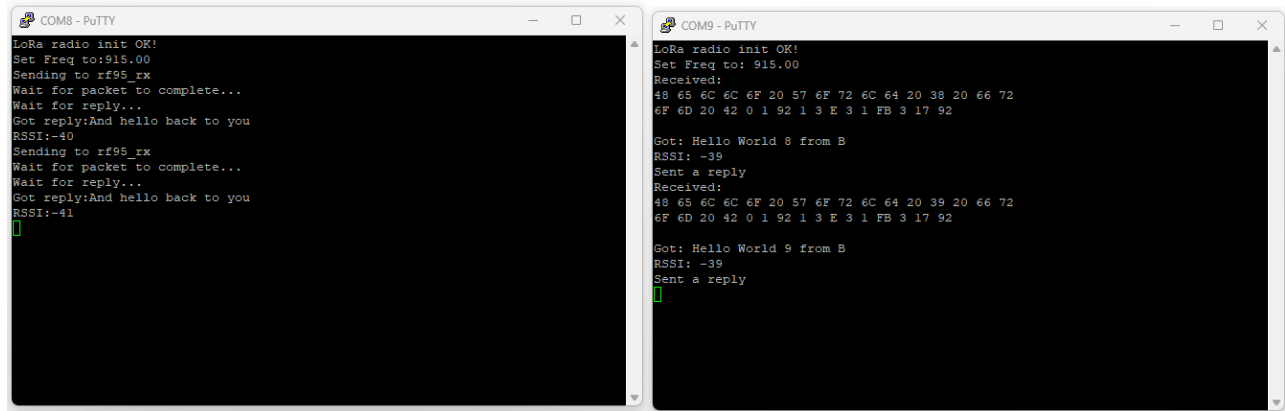 COM8 - PuTTY
LoRa radio init OK!
Set Freq to:915.00
Sending to rf95_rx
Wait for packet to complete...
Wait for reply...
Got reply:And hello back to you
RSSI:-40
Sending to rf95_rx
Wait for packet to complete...
Wait for reply...
Got reply:And hello back to you
RSSI:-41
COM9 - PuTTY
LoRa radio init OK!
Set Freq to: 915.00
Received:
48 65 6C 6C 6F 20 57 6F 72 6C 64 20 38 20 66 72
6F 6D 20 42 0 1 92 1 3 E 3 1 FB 3 17 92
Got: Hello World 8 from B
RSSI: -39
Sent a reply
Received:
48 65 6C 6C 6F 20 57 6F 72 6C 64 20 39 20 66 72
6F 6D 20 42 0 1 92 1 3 E 3 1 FB 3 17 92
Got: Hello World 9 from B
RSSI: -39
Sent a reply